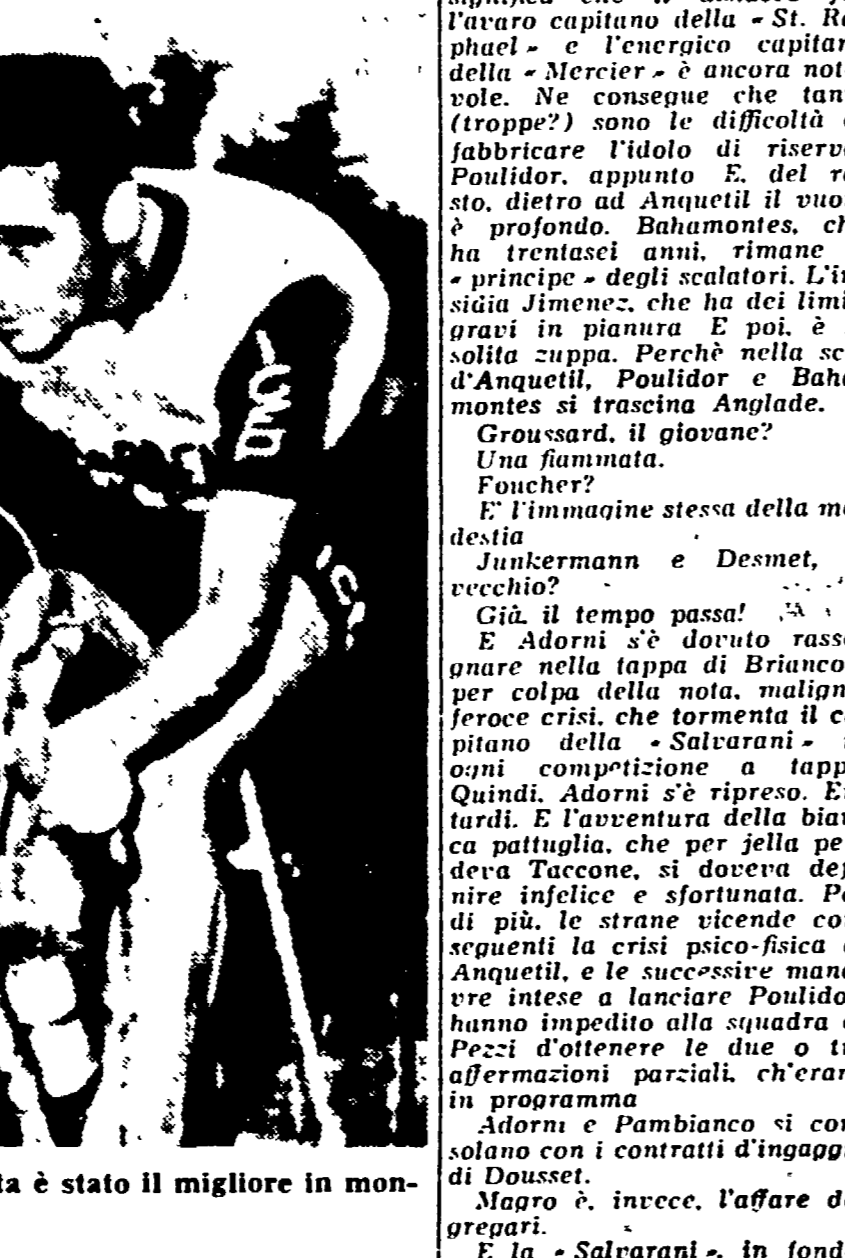 l'avaro capitano della « St. Ra
phael » e l'energico capitan
della « Mercier » è ancora not
vole. Ne consegue che tan
(troppe?) sono le difficoltà
fabbricare l'idolo di riserv
Poulidor, appunto E. del r
sto, dietro ad Anquetil il vuo
è profondo. Bahamontes, ch
ha trentasei anni, rimane
« principe » degli scalatori. L'in
sidia Jimenez, che ha dei limi
gravi in pianura E poi, è
solita zuppa. Perchè nella sc
d'Anquetil, Poulidor e Baha
montes si trascina Anglade.
Groussard, il giovane?
Una fiammata.
Foucher?
E' l'immagine stessa della mo
destia
Junkermann e Desmet,
vecchio?
Già, il tempo passa!
E Adorni s'è dovuto rasse
gnare nella tappa di Brianco
per colpa della nota, malign
feroce crisi, che tormenta il c
pitano della « Salvarani »
ogni competizione a tapp
Quindi, Adorni s'è ripreso. E
tardi. E l'avventura della bian
ca pattuglia, che per jella pe
deva Taccone, si doveva def
nire infelice e sfortunata. Pe
di più, le strane vicende con
seguenti la crisi psico-fisica
Anquetil, e le successive mano
vre intese a lanciare Poulido
hanno impedito alla squadra
Pezzi d'ottenere le due o tr
affermazioni parziali, ch'eran
in programma
Adorni e Pambianco si con
solano con i contratti d'ingagg
di Dousset.
Magro è, invece, l'affare de
gregari.
E la « Salvarani », in fond
ta è stato il migliore in mon-